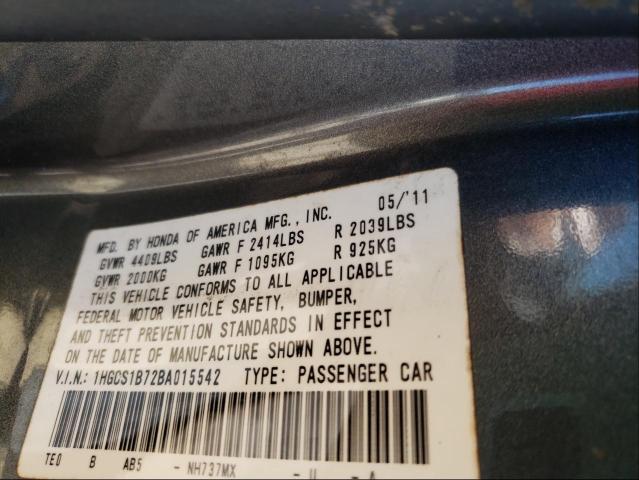 MFD. BY HONDA OF AMERICA MFG., INC. 05/'11
GVWR 4409LBS GAWR F 2414LBS R 2039LBS
GVWR 2000KG GAWR F 1095KG R 925KG
THIS VEHICLE CONFORMS TO ALL APPLICABLE
FEDERAL MOTOR VEHICLE SAFETY, BUMPER,
AND THEFT PREVENTION STANDARDS IN EFFECT
ON THE DATE OF MANUFACTURE SHOWN ABOVE.
V.I.N.: 1HGCS1B72BA015542 TYPE: PASSENGER CAR
TE0 B AB5 - NH737MX - U - A